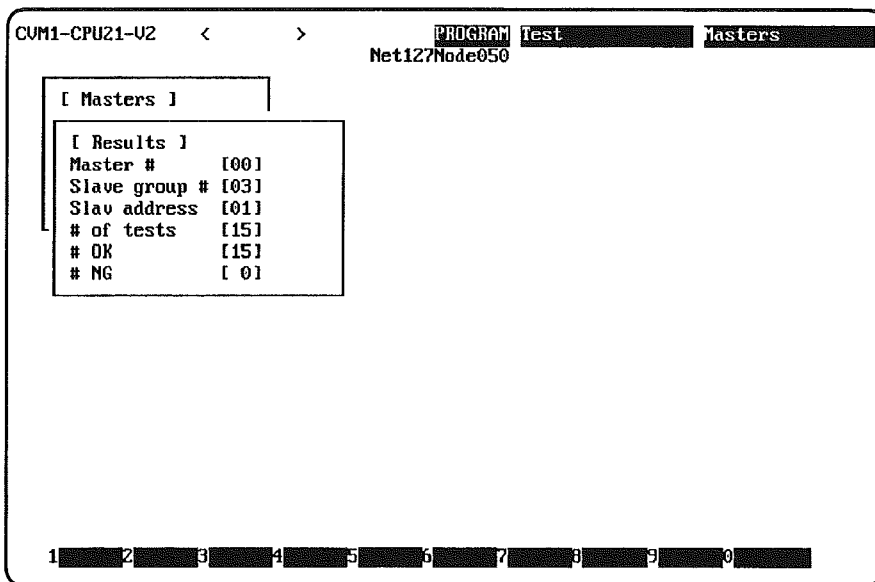 CVM1-CPU21-V2 < > PROGRAM Test Masters
Net127Node050
[ Masters ]
[ Results ]
Master # [00]
Slave group # [03]
Slav address [01]
# of tests [15]
# OK [15]
# NG [ 0]
1 2 3 4 5 6 7 8 9 0